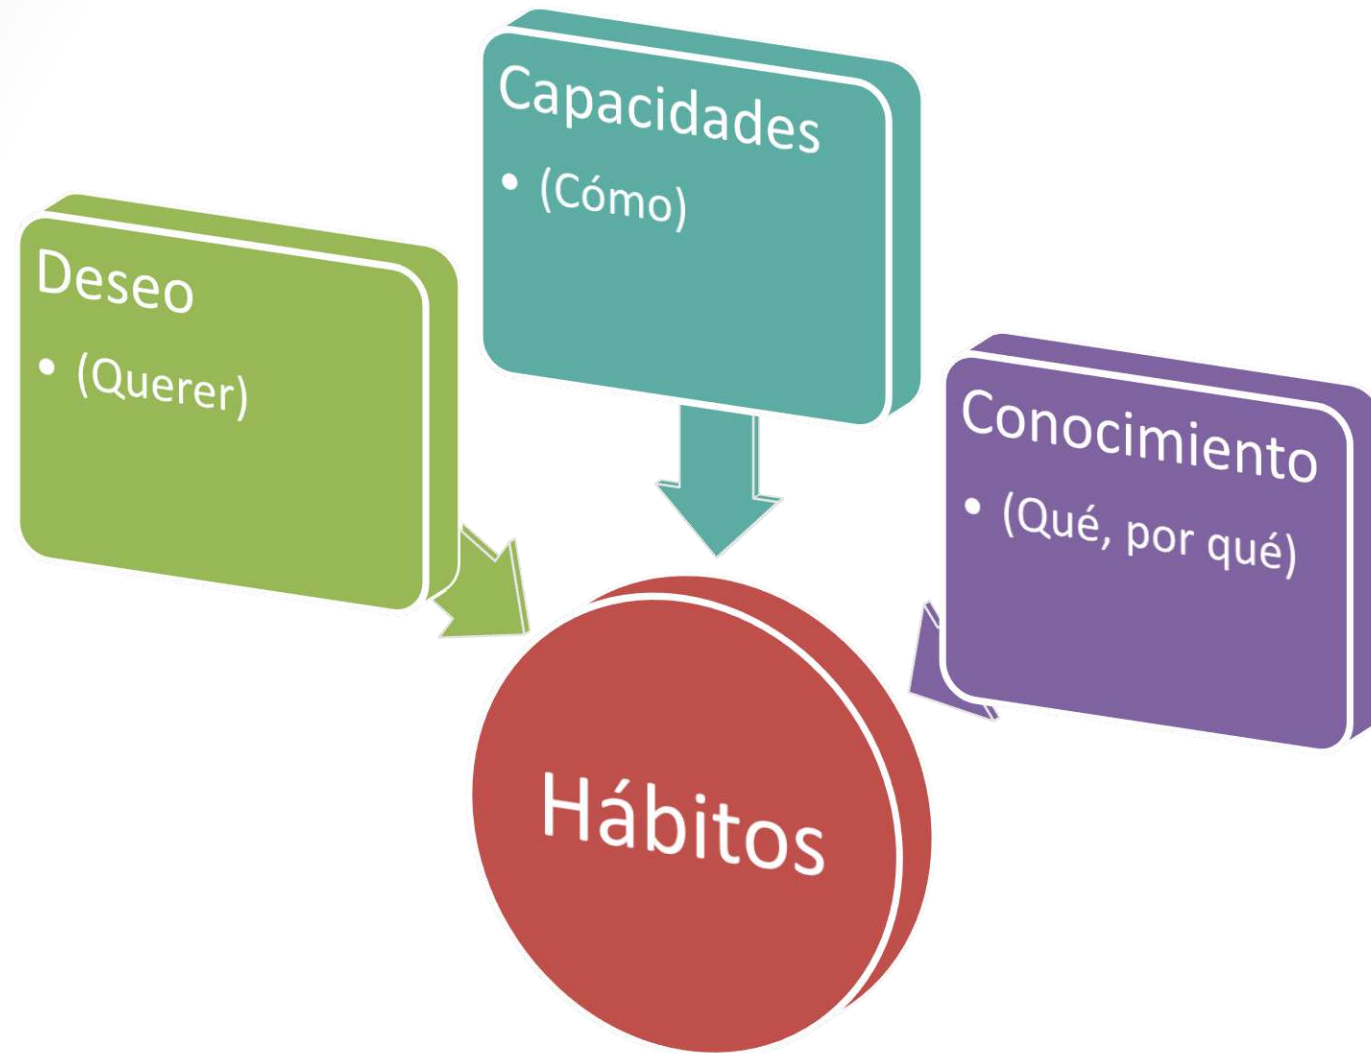 Deseo
• (Querer)
Capacidades
• (Cómo)
Conocimiento
• (Qué, por qué)
Hábitos